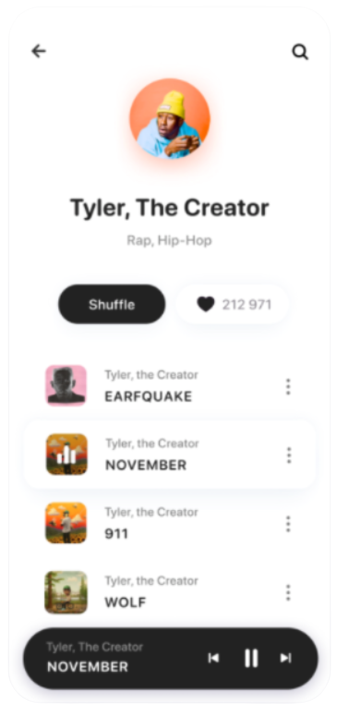 Tyler, The Creator
Rap, Hip-Hop
Shuffle
212 971
Tyler, the Creator
EARFQUAKE
Tyler, the Creator
NOVEMBER
Tyler, the Creator
911
Tyler, the Creator
WOLF
Tyler, The Creator
NOVEMBER